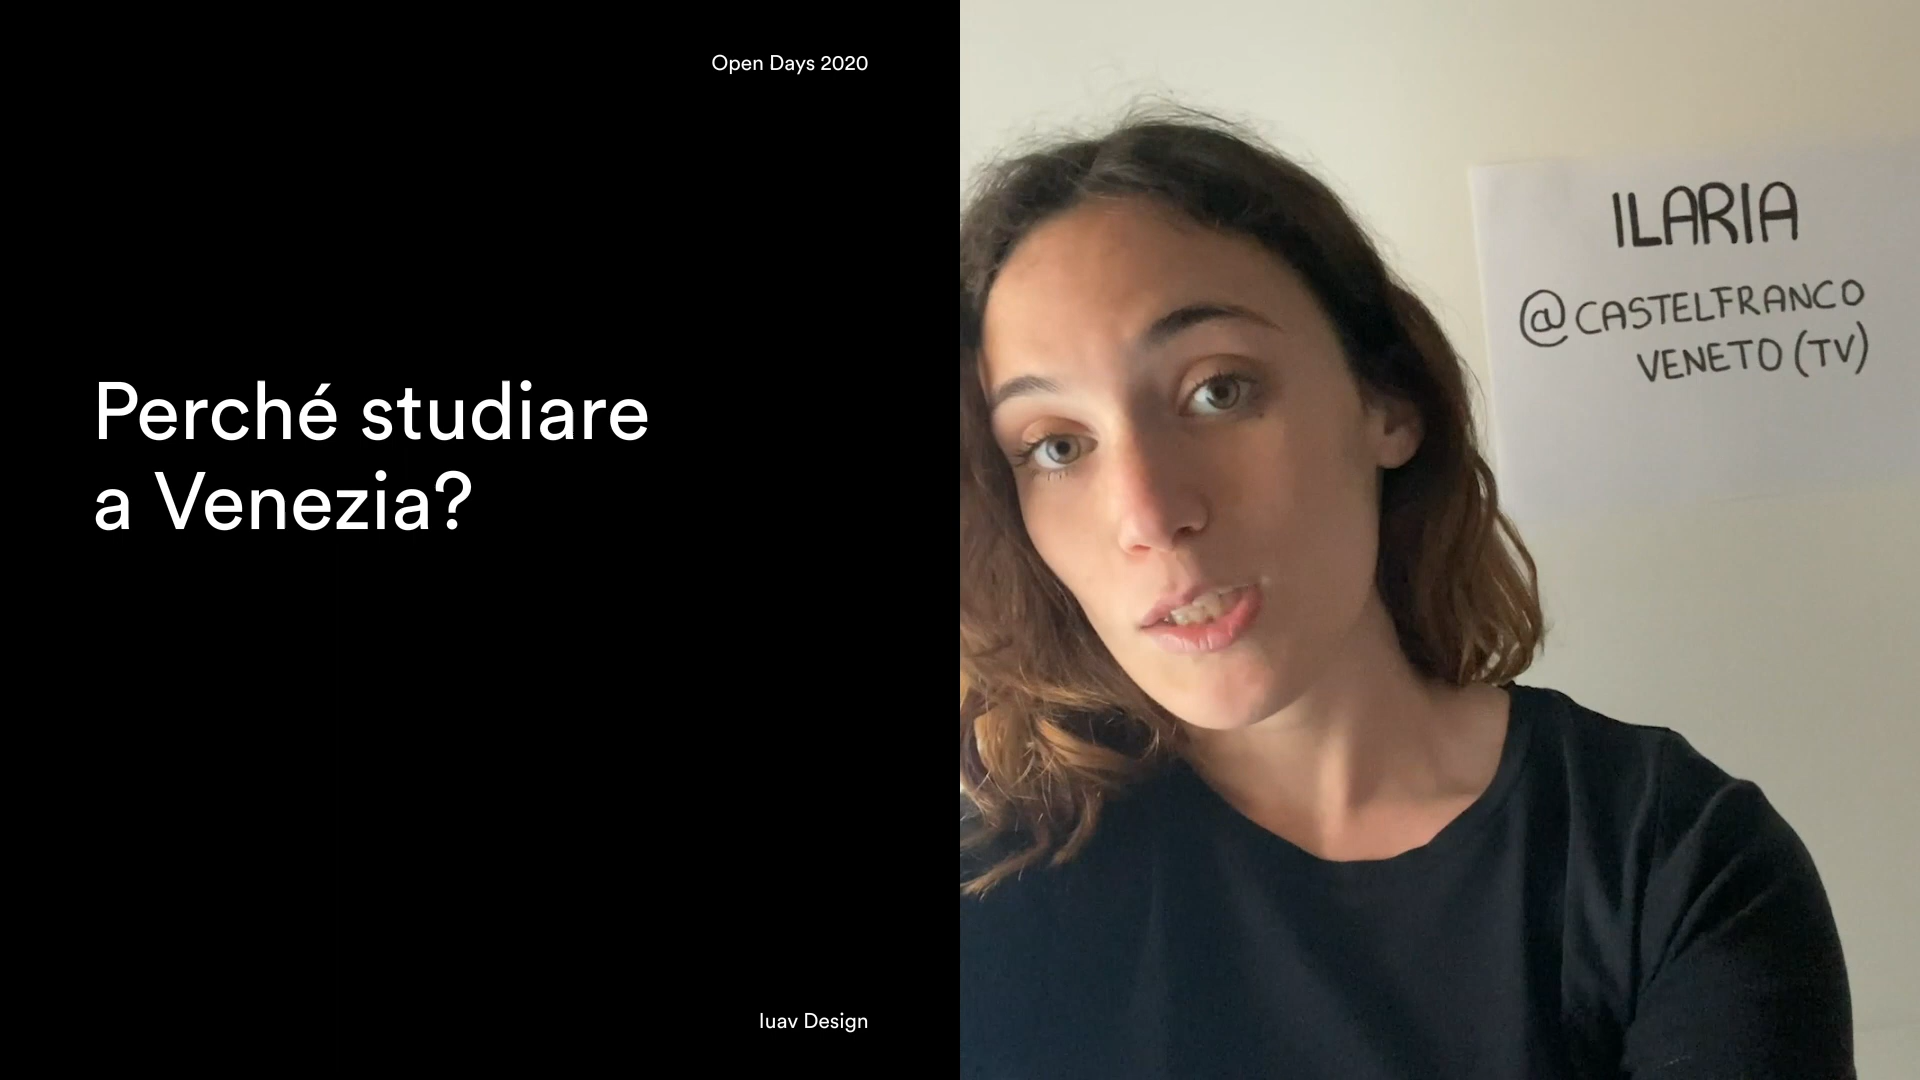 Open Days 2020
Perché studiare
a Venezia?
Iuav Design
ILARIA
@CASTELFRANCO
VENETO (TV)